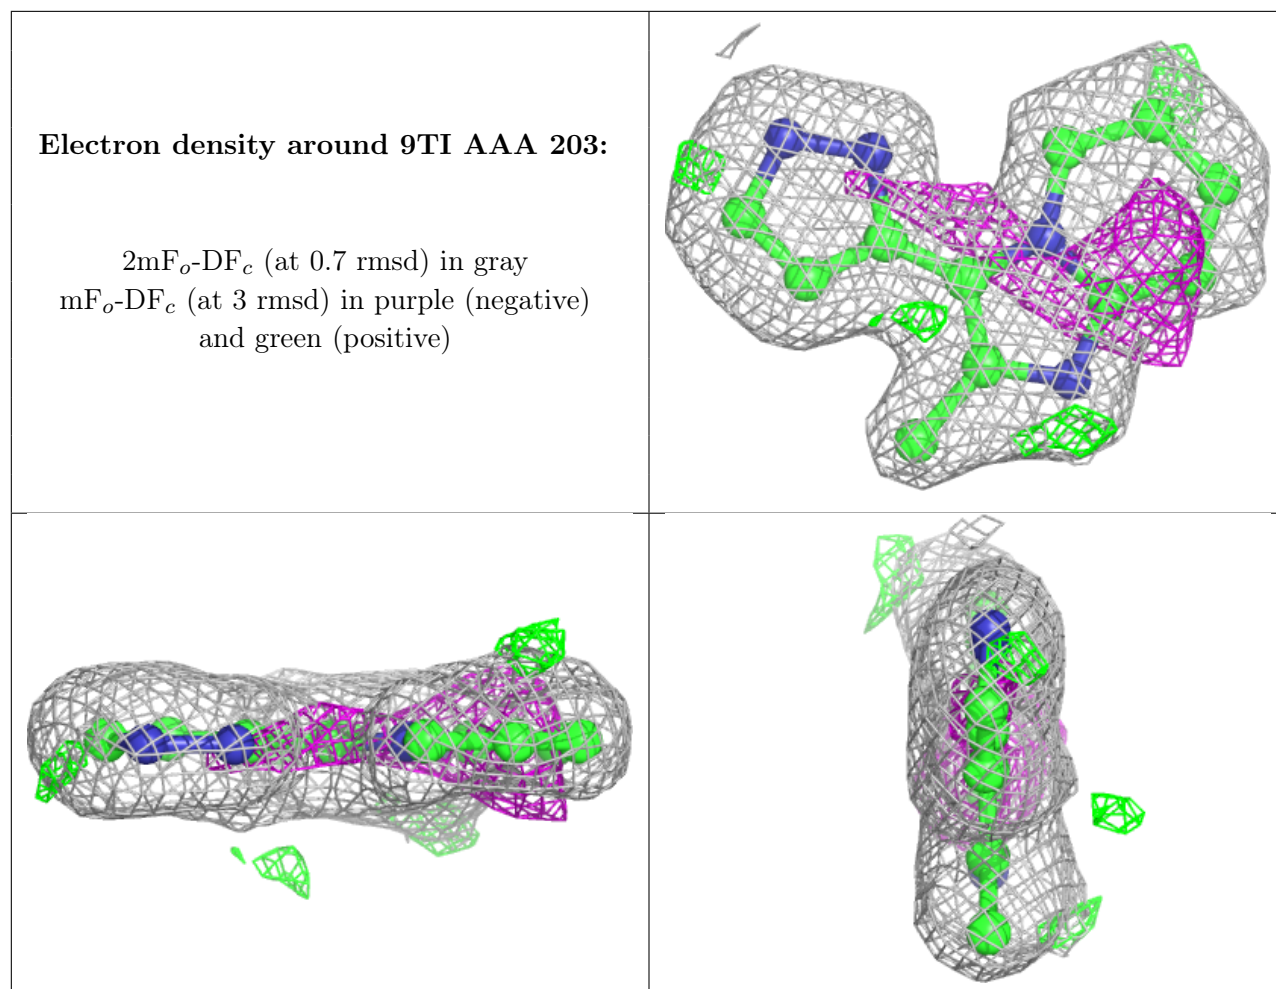 Electron density around 9TI AAA 203:
2mFₒ-DF𝒸 (at 0.7 rmsd) in gray
mFₒ-DF𝒸 (at 3 rmsd) in purple (negative)
and green (positive)